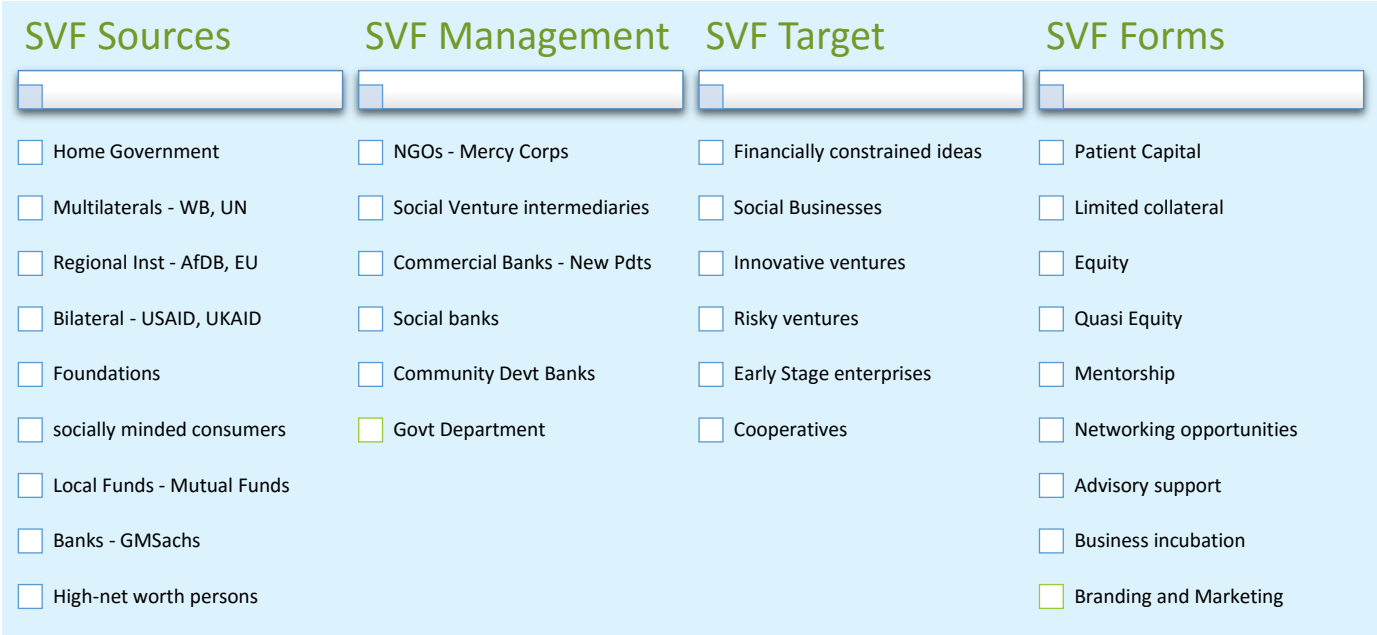 SVF Sources
Home Government
Multilaterals - WB, UN
Regional Inst - AfDB, EU
Bilateral - USAID, UKAID
Foundations
socially minded consumers
Local Funds - Mutual Funds
Banks - GMSachs
High-net worth persons
SVF Management
NGOs - Mercy Corps
Social Venture intermediaries
Commercial Banks - New Pdts
Social banks
Community Devt Banks
Govt Department
SVF Target
Financially constrained ideas
Social Businesses
Innovative ventures
Risky ventures
Early Stage enterprises
Cooperatives
SVF Forms
Patient Capital
Limited collateral
Equity
Quasi Equity
Mentorship
Networking opportunities
Advisory support
Business incubation
Branding and Marketing